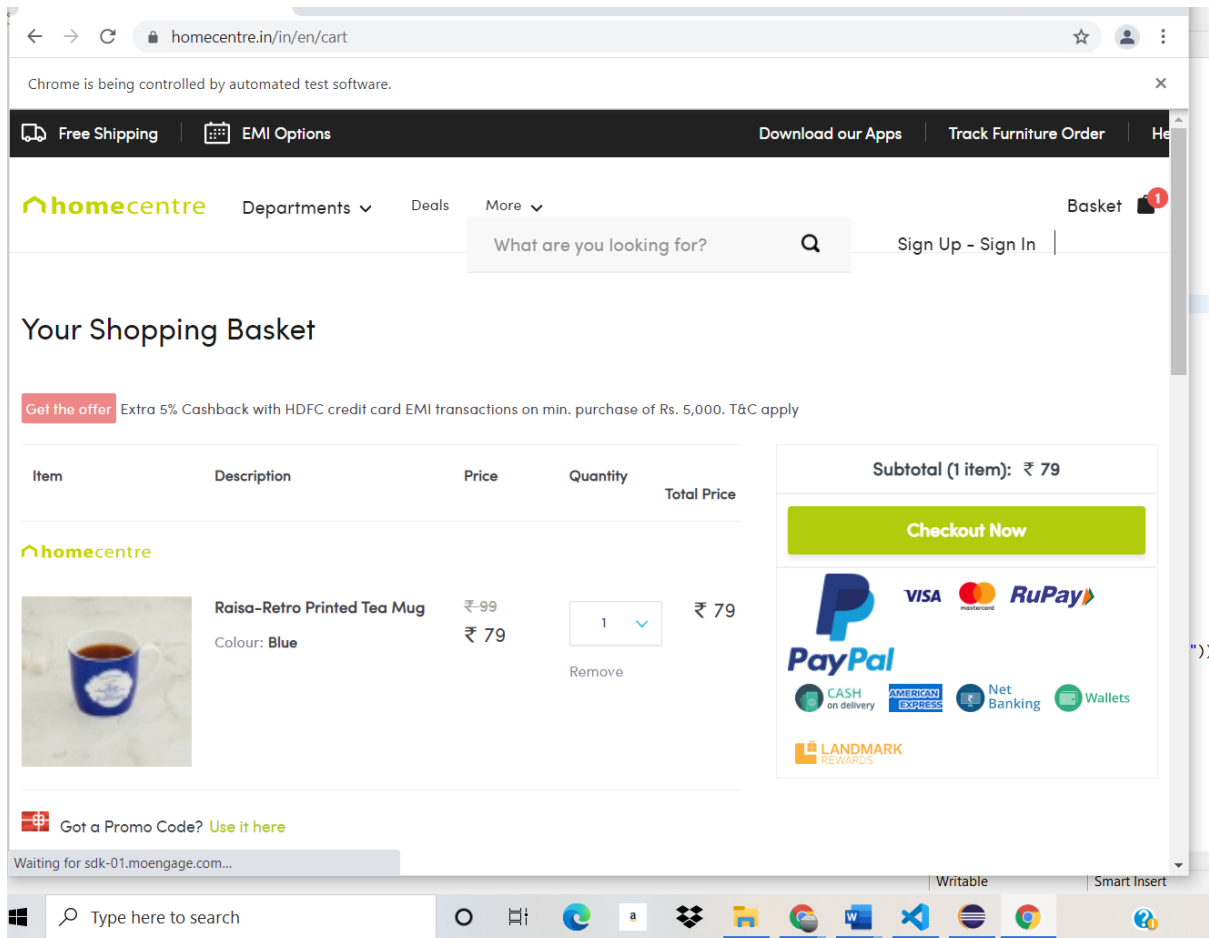 homecentre.in/in/en/cart
Chrome is being controlled by automated test software.
Free Shipping EMI Options Download our Apps Track Furniture Order He
homecentre Departments Deals More Basket 1
What are you looking for? Sign Up - Sign In
Your Shopping Basket
Get the offer Extra 5% Cashback with HDFC credit card EMI transactions on min. purchase of Rs. 5,000. T&C apply
Item Description Price Quantity Total Price
Subtotal (1 item): ₹ 79
Checkout Now
homecentre
Raisa-Retro Printed Tea Mug ₹ 99 1 ₹ 79
Colour: Blue ₹ 79
Remove
PayPal VISA mastercard RuPay
CASH on delivery AMERICAN EXPRESS Net Banking Wallets
LANDMARK REWARDS
Got a Promo Code? Use it here
Waiting for sdk-01.moengage.com...
"))
Writable Smart Insert
Type here to search
a
W